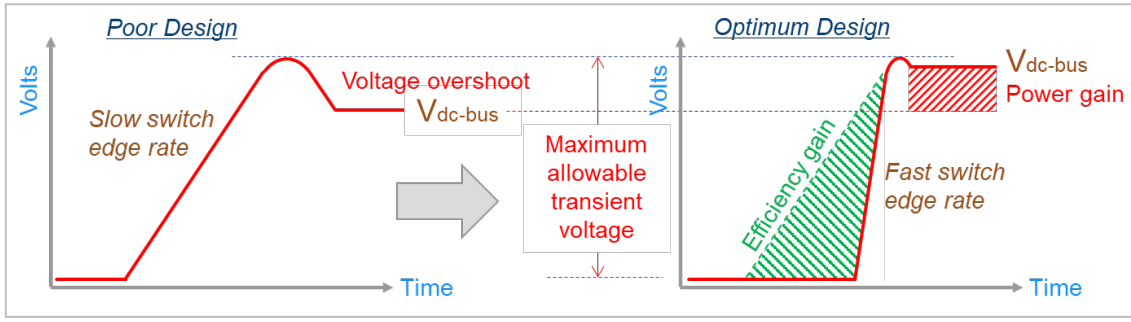 Poor Design
Volts
Slow switch
edge rate
Voltage overshoot
Vdc-bus
Time
Maximum
allowable
transient
voltage
Optimum Design
Volts
Efficiency gain
Vdc-bus
Power gain
Fast switch
edge rate
Time